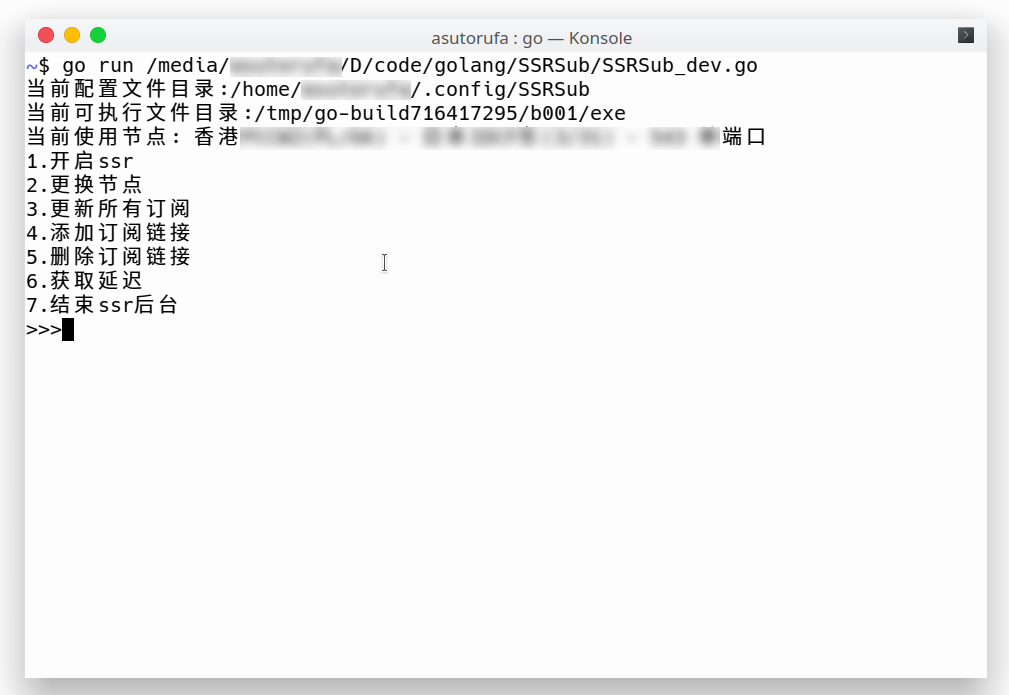 asutorufa : go — Konsole
~$ go run /media/ /D/code/golang/SSRSub/SSRSub_dev.go
当前配置文件目录:/home/ /.config/SSRSub
当前可执行文件目录:/tmp/go-build716417295/b001/exe
当前使用节点: 香港 端口
1.开启ssr
2.更换节点
3.更新所有订阅
4.添加订阅链接
5.删除订阅链接
6.获取延迟
7.结束ssr后台
>>>